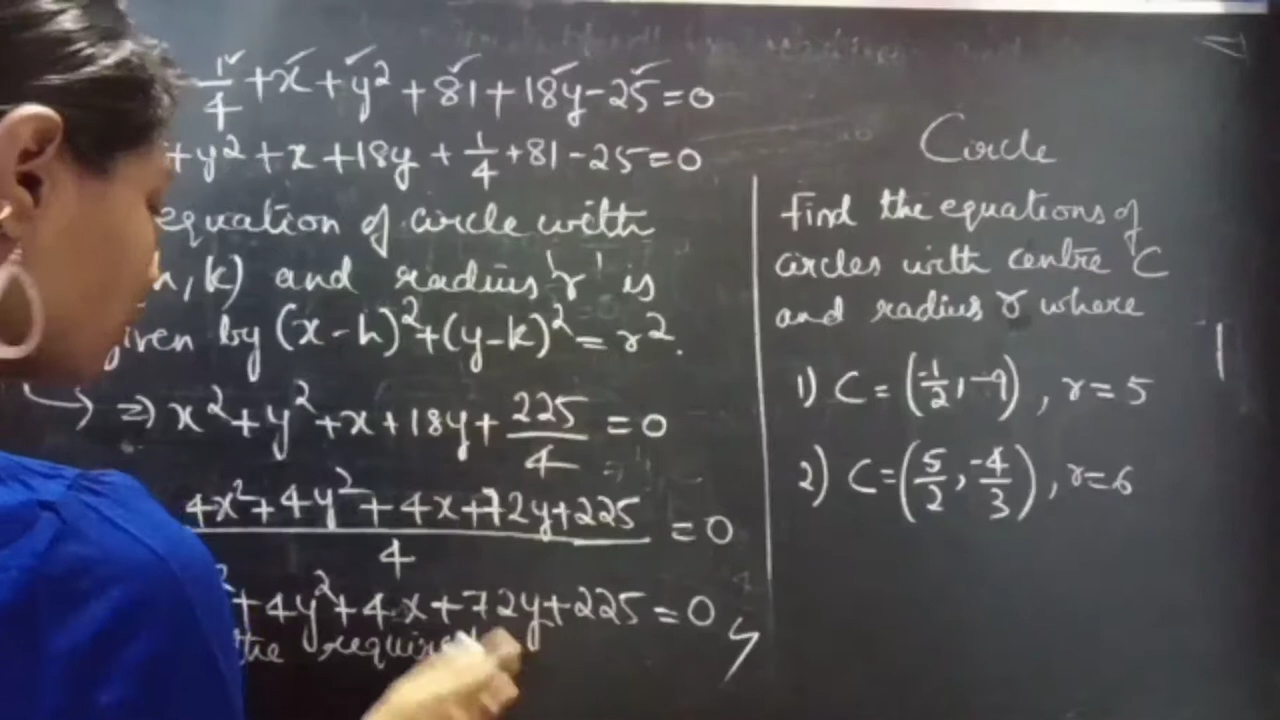 1/4 + x + y² + 81 + 18y - 25 = 0
+ y² + x + 18y + 1/4 + 81 - 25 = 0
equation of circle with
h, k) and radius 'r' is
given by (x - h)² + (y - k)² = r².
⇒ x² + y² + x + 18y + 225/4 = 0
4x² + 4y² + 4x + 72y + 225 / 4 = 0
² + 4y² + 4x + 72y + 225 = 0
the
Circle
Find the equations of
circles with centre C
and radius r where
1) C = (-1/2, -9), r = 5
2) C = (5/2, -4/3), r = 6